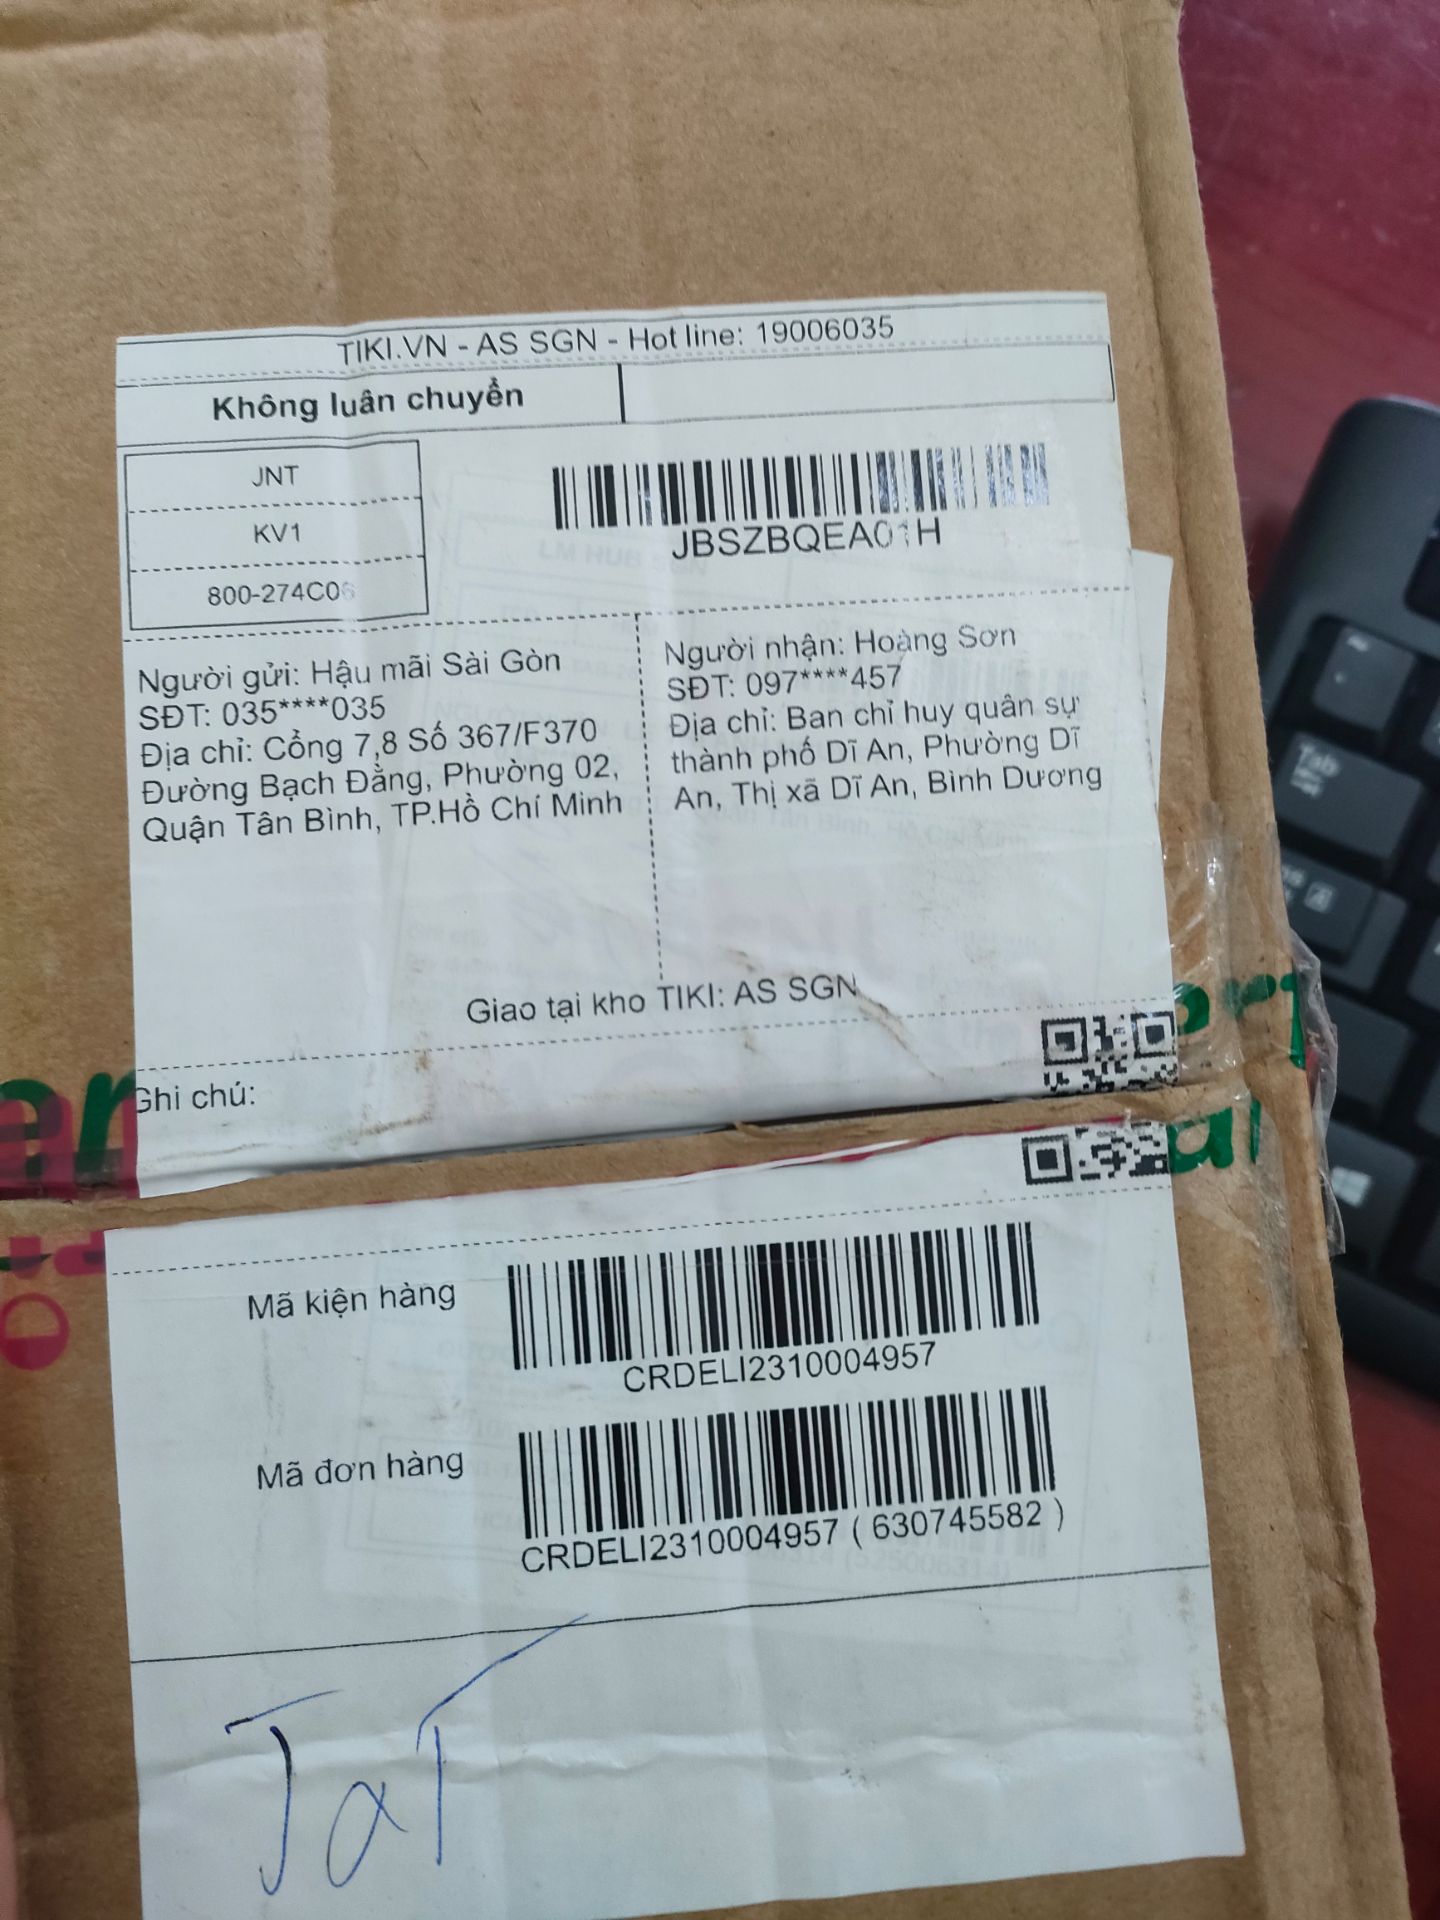 TIKI.VN - AS SGN - Hot line: 19006035
Không luân chuyển
JNT
KV1
800-274C06
JBSZBQEA01H
Người gửi: Hậu mãi Sài Gòn
SĐT: 035****035
Địa chỉ: Cổng 7,8 Số 367/F370
Đường Bạch Đằng, Phường 02,
Quận Tân Bình, TP.Hồ Chí Minh
Người nhận: Hoàng Sơn
SĐT: 097****457
Địa chỉ: Ban chỉ huy quân sự
thành phố Dĩ An, Phường Dĩ
An, Thị xã Dĩ An, Bình Dương
Giao tại kho TIKI: AS SGN
Ghi chú:
Mã kiện hàng
CRDELI2310004957
Mã đơn hàng
CRDELI2310004957 ( 630745582 )
JaT
Tab